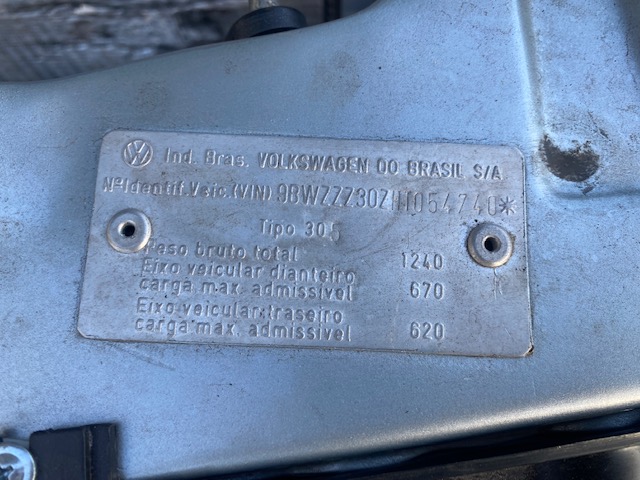 Ind. Bras. VOLKSWAGEN DO BRASIL S/A
Nº Identif. Veic. (VIN)
Tipo 305
Peso bruto total 1240
Eixo veicular dianteiro
carga max. admissivel 670
Eixo veicular traseiro
carga max. admissivel 620